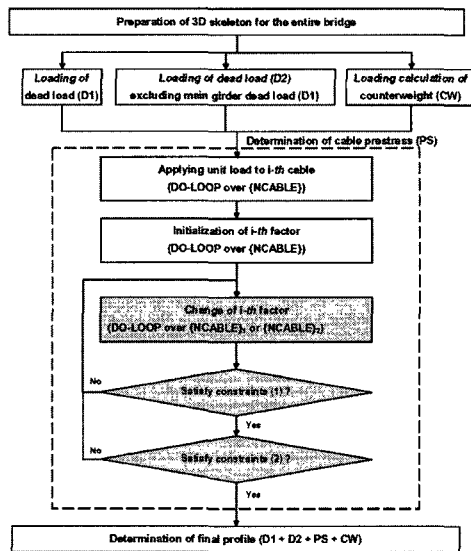 Preparation of 3D skeleton for the entire bridge
Loading of
dead load (D1)
Loading of dead load (D2)
excluding main girder dead load (D1)
Loading calculation of
counterweight (CW)
Determination of cable prestress (PS)
Applying unit load to i-th cable
(DO-LOOP over {NCABLE})
Initialization of i-th factor
(DO-LOOP over {NCABLE})
Change of i-th factor
(DO-LOOP over {NCABLE}₁ or {NCABLE}₂)
No
Satisfy constraints (1) ?
Yes
No
Satisfy constraints (2) ?
Yes
Determination of final profile (D1 + D2 + PS + CW)